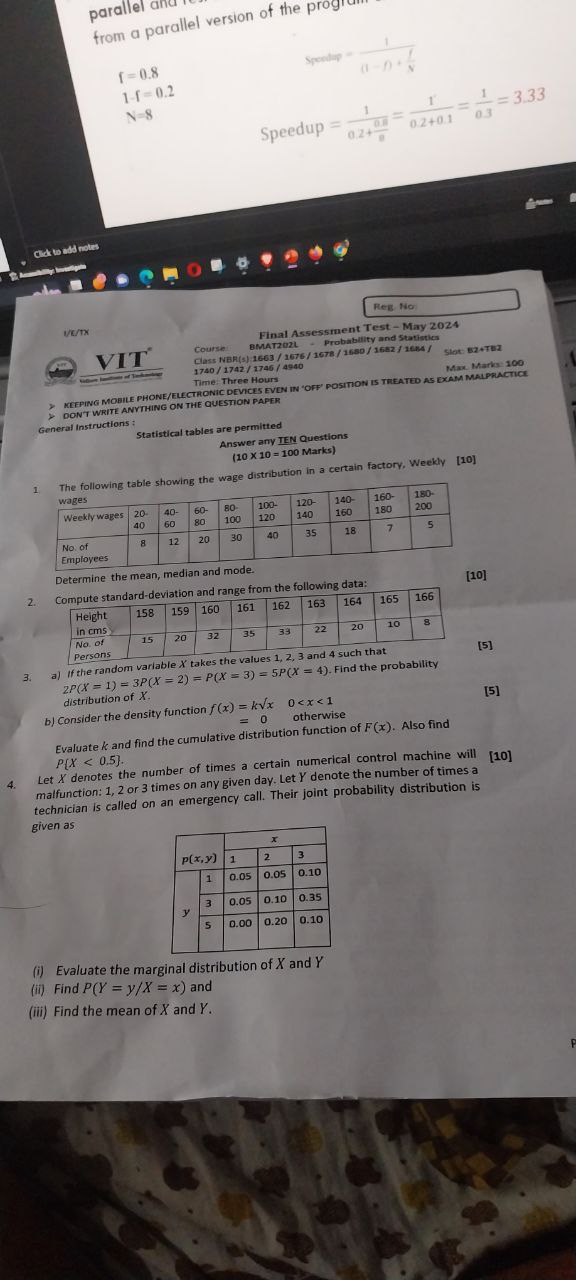 parallel and
from a parallel version of the
f = 0.8
1-f = 0.2
N=8
Speedup = 1 / ((1 - f) + f/N)
Speedup = 1 / (0.2+ 0.8/8) = 1 / (0.2+0.1) = 1 / 0.3 = 3.33
Click to add notes
Accessibility: Investigate
Notes
Reg. No:
I/E/TX
VIT
Vellore Institute of Technology
Final Assessment Test – May 2024
Course: BMAT202L - Probability and Statistics
Class NBR(s):1663 / 1676 / 1678 / 1680 / 1682 / 1684 / Slot: B2+TB2
1740 / 1742 / 1746 / 4940
Time: Three Hours Max. Marks: 100
➢ KEEPING MOBILE PHONE/ELECTRONIC DEVICES EVEN IN 'OFF' POSITION IS TREATED AS EXAM MALPRACTICE
➢ DON'T WRITE ANYTHING ON THE QUESTION PAPER
General Instructions :
Statistical tables are permitted
Answer any TEN Questions
(10 X 10 = 100 Marks)
1. The following table showing the wage distribution in a certain factory, Weekly [10]
wages
Weekly wages 20-40 40-60 60-80 80-100 100-120 120-140 140-160 160-180 180-200
No. of Employees 8 12 20 30 40 35 18 7 5
Determine the mean, median and mode.
2. Compute standard-deviation and range from the following data: [10]
Height in cms 158 159 160 161 162 163 164 165 166
No. of Persons 15 20 32 35 33 22 20 10 8
3. a) If the random variable X takes the values 1, 2, 3 and 4 such that [5]
2P(X = 1) = 3P(X = 2) = P(X = 3) = 5P(X = 4). Find the probability
distribution of X.
b) Consider the density function f(x) = k√x 0 < x < 1 [5]
= 0 otherwise
Evaluate k and find the cumulative distribution function of F(x). Also find
P{X < 0.5}.
4. Let X denotes the number of times a certain numerical control machine will [10]
malfunction: 1, 2 or 3 times on any given day. Let Y denote the number of times a
technician is called on an emergency call. Their joint probability distribution is
given as
x
p(x,y) 1 2 3
1 0.05 0.05 0.10
y 3 0.05 0.10 0.35
5 0.00 0.20 0.10
(i) Evaluate the marginal distribution of X and Y
(ii) Find P(Y = y/X = x) and
(iii) Find the mean of X and Y.
P